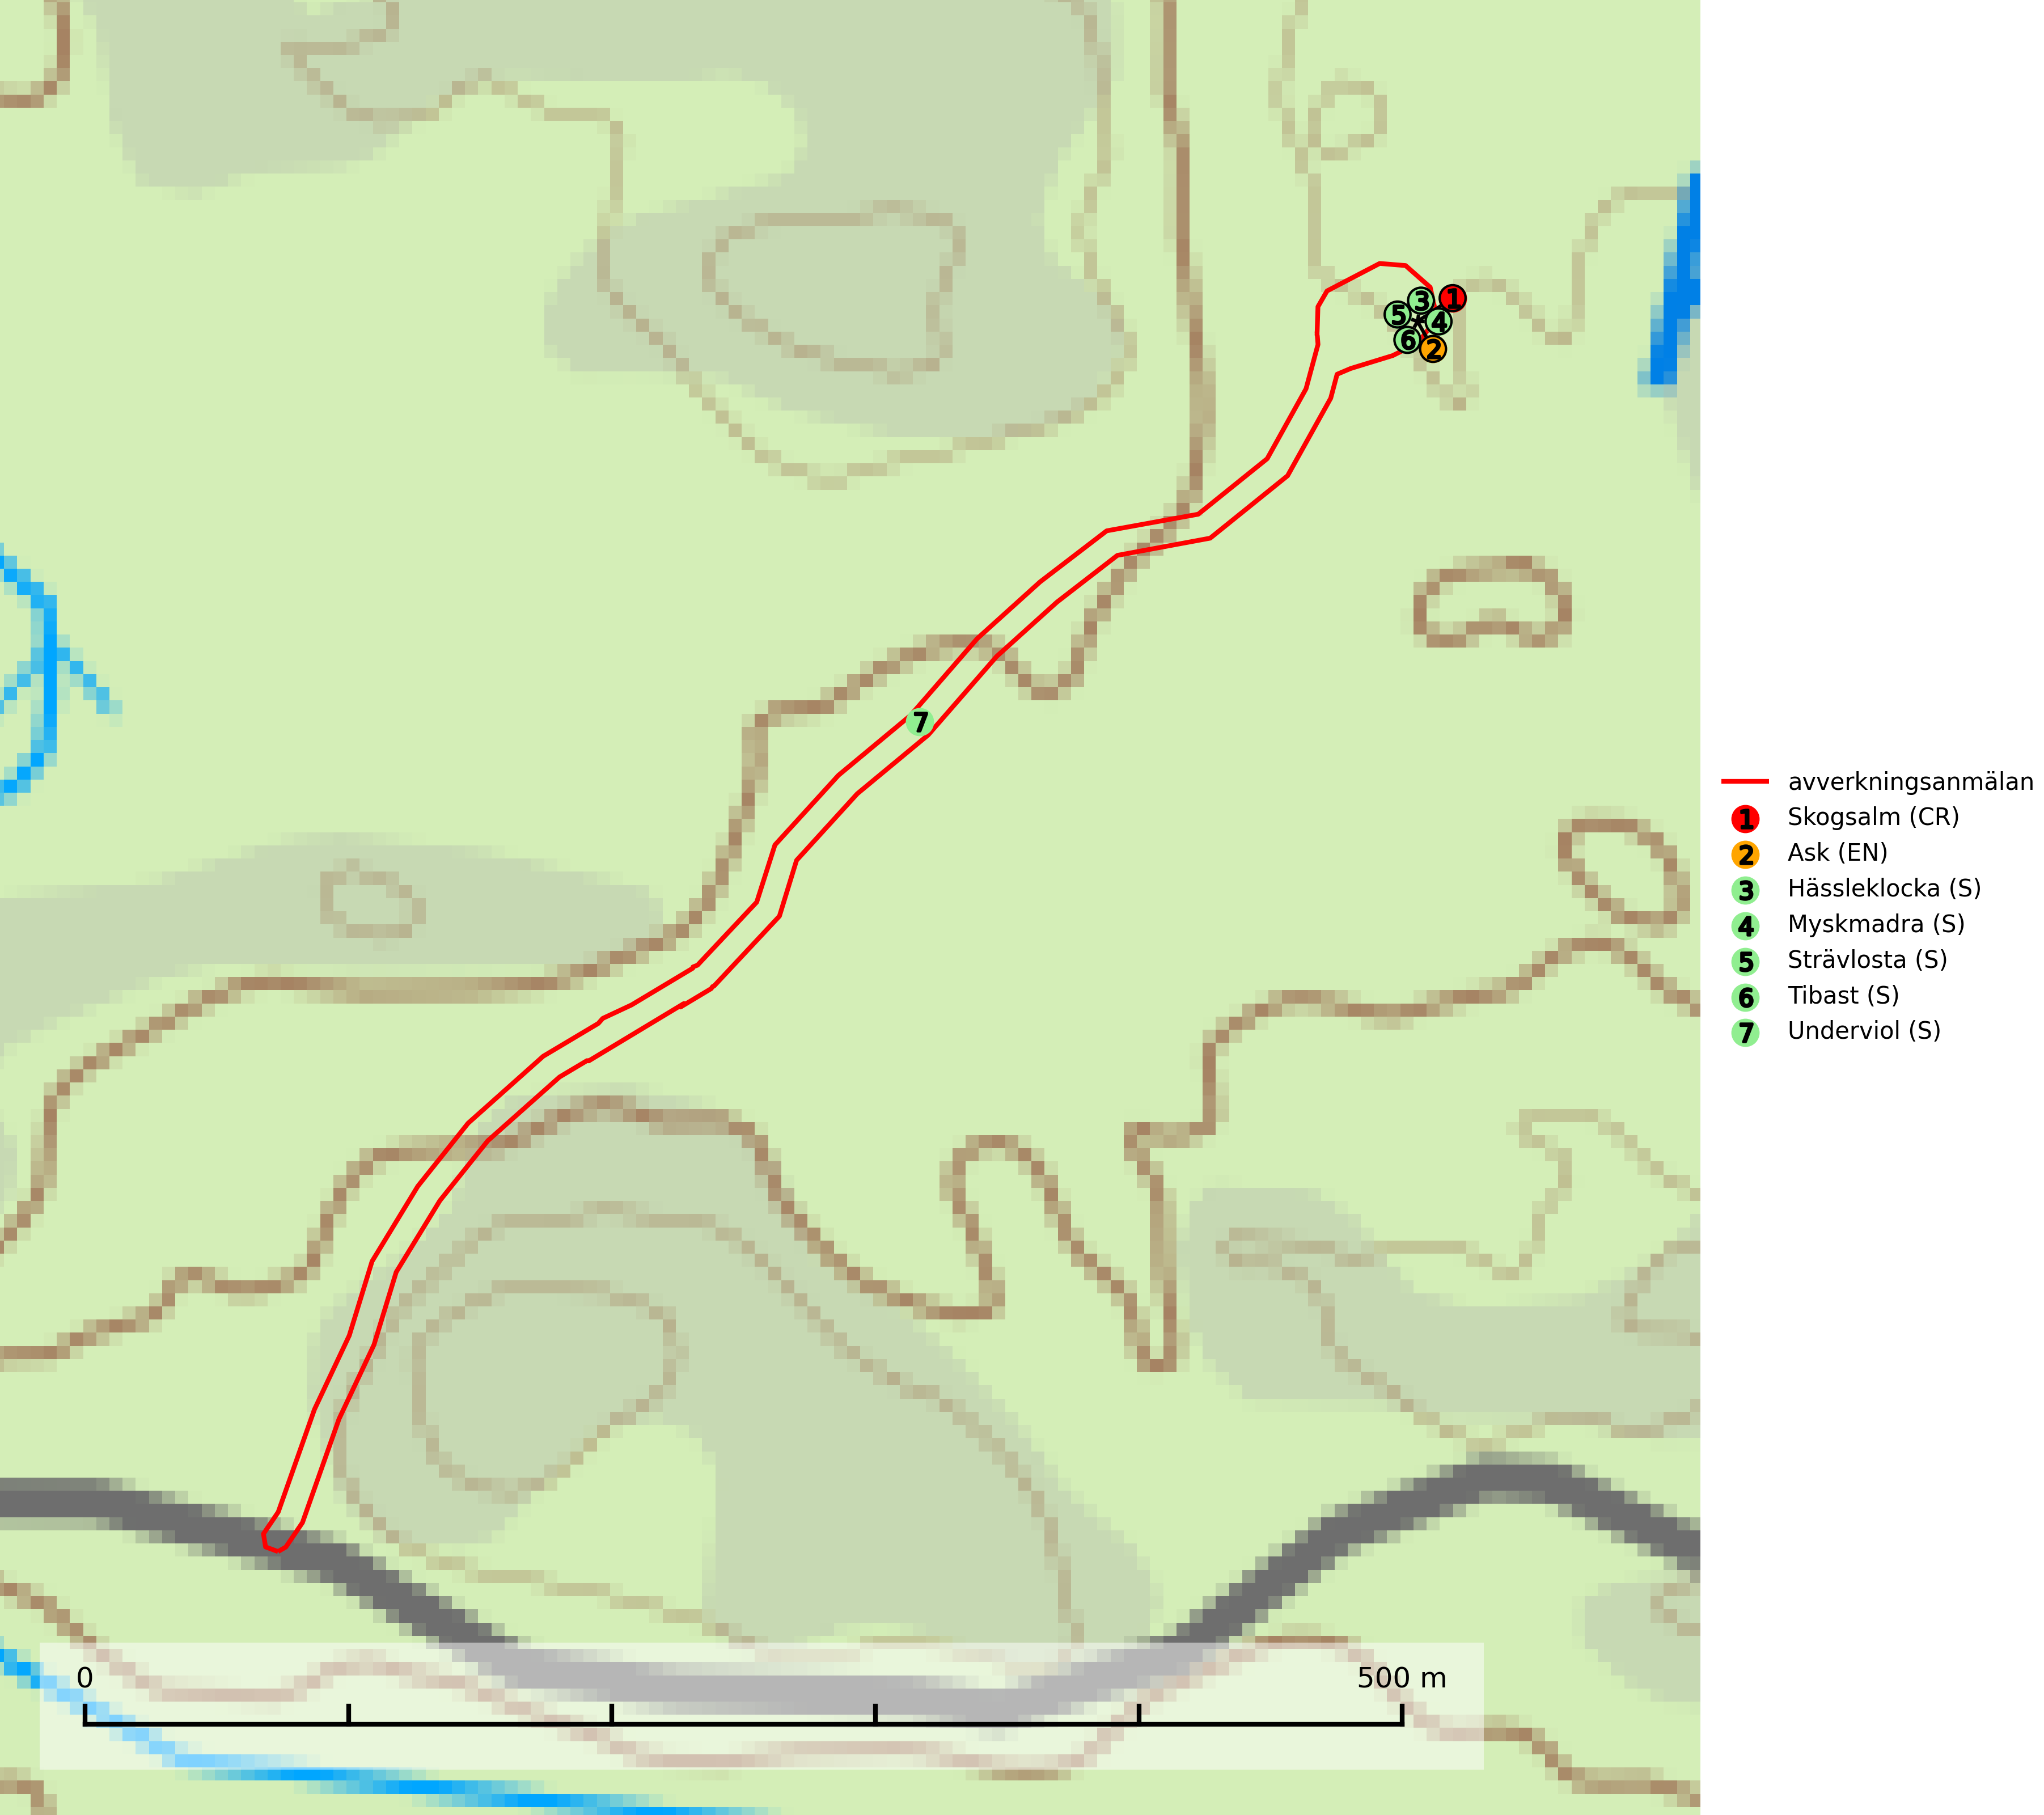 3
1
5
4
6
2
7
avverkningsanmälan
1 Skogsalm (CR)
2 Ask (EN)
3 Hässleklocka (S)
4 Myskmadra (S)
5 Strävlosta (S)
6 Tibast (S)
7 Underviol (S)
0 500 m